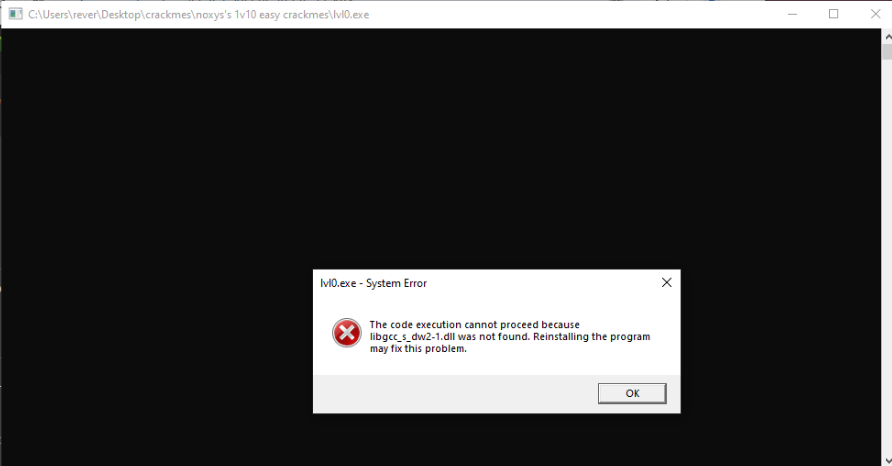 C:\Users\rever\Desktop\crackmes\noxys's 1v10 easy crackmes\lvl0.exe
lvl0.exe - System Error
The code execution cannot proceed because
libgcc_s_dw2-1.dll was not found. Reinstalling the program
may fix this problem.
OK